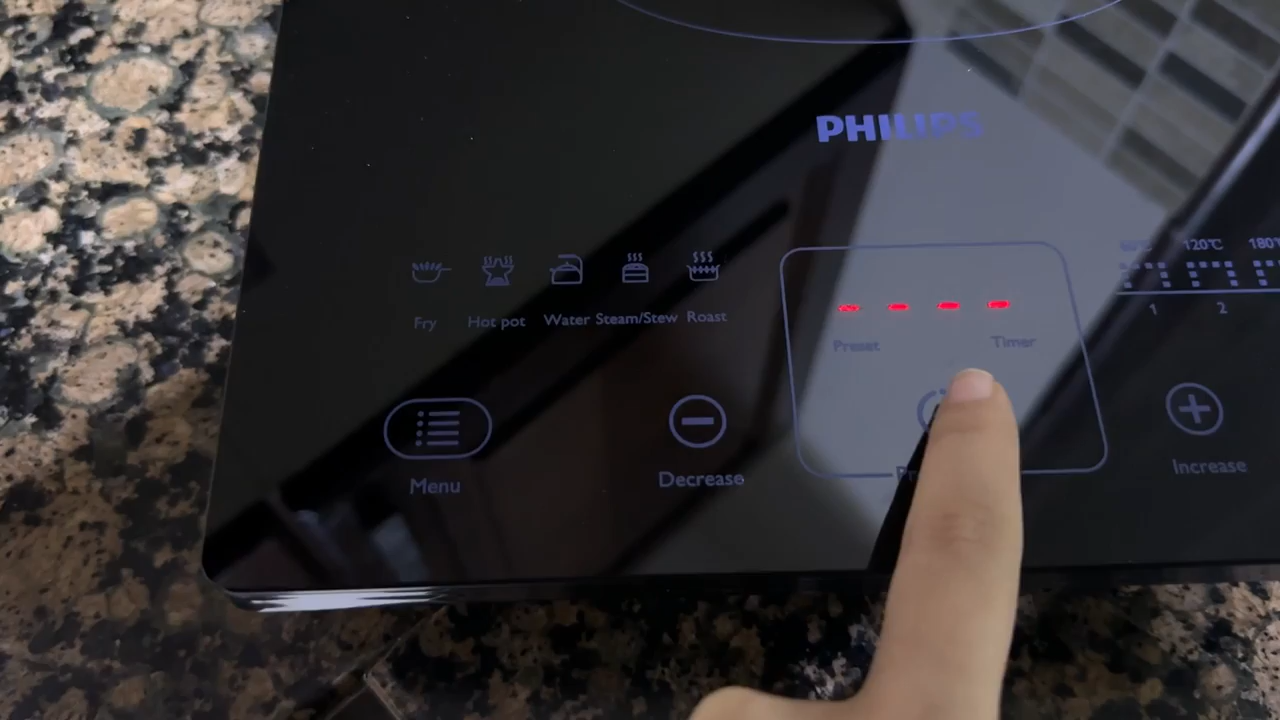 PHILIPS
120℃ 180
Fry Hot pot Water Steam/Stew Roast
1 2
Preset Timer
Menu Decrease Increase